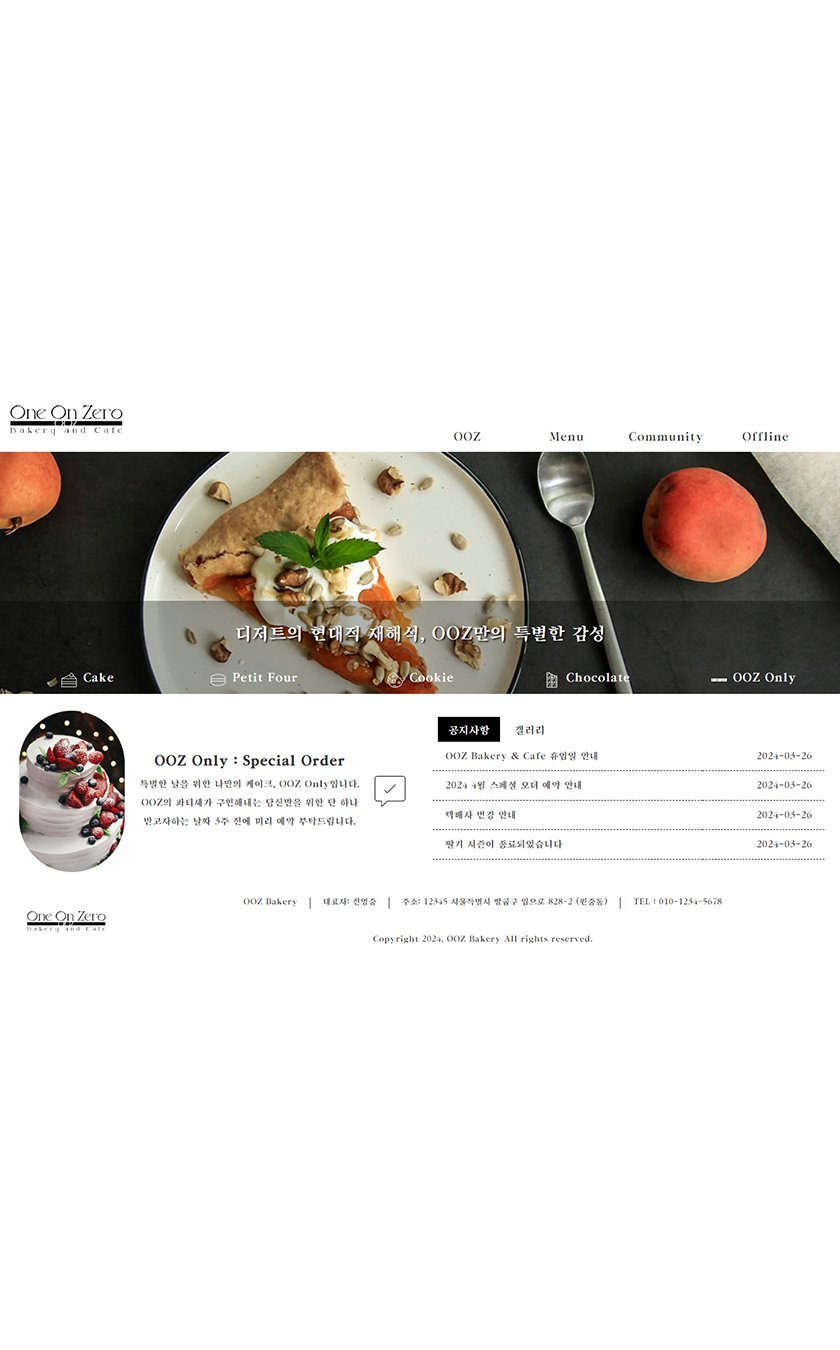 One On Zero
OOZ
Bakery and Cafe
OOZ Menu Community Offline
디저트의 현대적 재해석, OOZ만의 특별한 감성
Cake Petit Four Cookie Chocolate OOZ Only
OOZ Only : Special Order
특별한 날을 위한 나만의 케이크, OOZ Only입니다.
OOZ의 파티셰가 구현해내는 당신만을 위한 단 하나
받고자하는 날짜 3주 전에 미리 예약 부탁드립니다.
공지사항 갤러리
OOZ Bakery & Cafe 휴업일 안내 2024-03-26
2024 4월 스페셜 오더 예약 안내 2024-03-26
택배사 변경 안내 2024-03-26
딸기 시즌이 종료되었습니다 2024-03-26
One On Zero
OOZ
Bakery and Cafe
OOZ Bakery | 대표자: 전영중 | 주소: 12345 서울특별시 빵굽구 입으로 828-2 (원중동) | TEL : 010-1234-5678
Copyright 2024. OOZ Bakery All rights reserved.